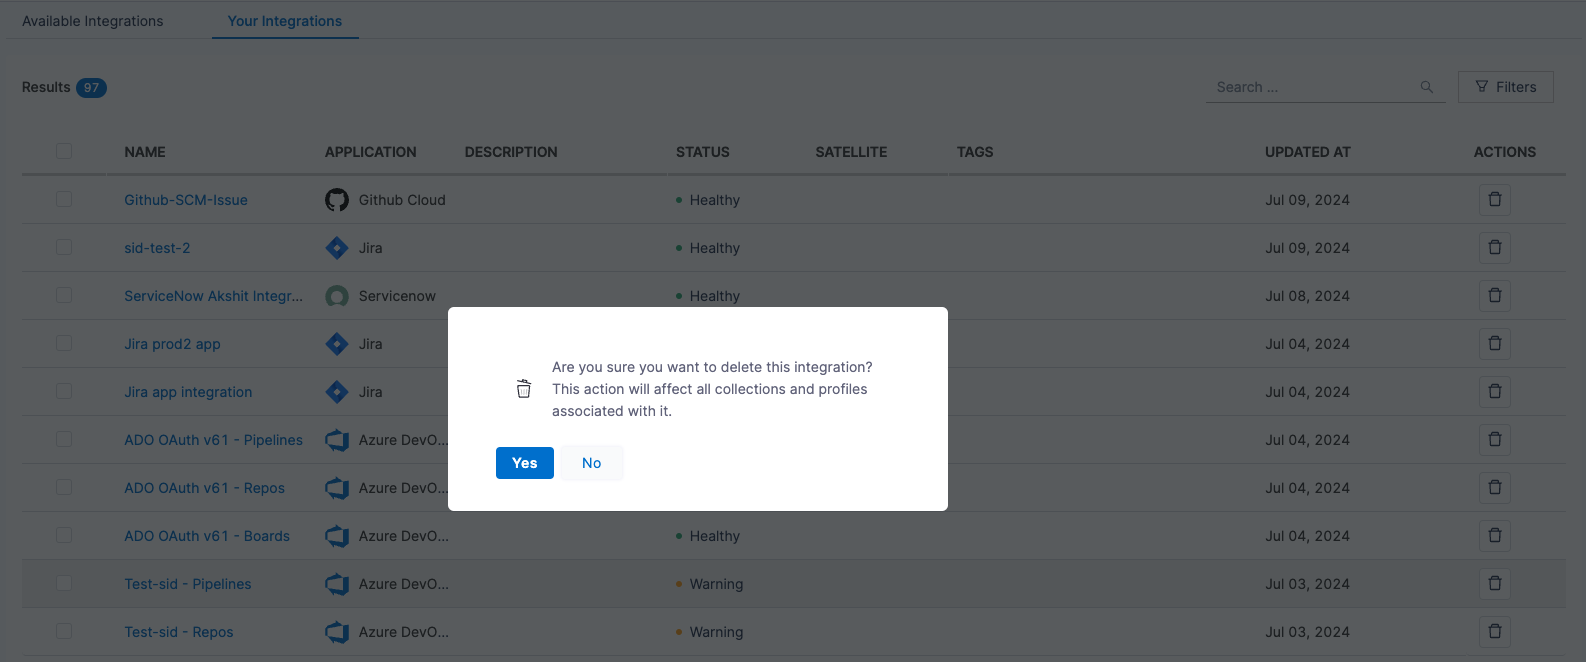 Available Integrations Your Integrations
Results 97 Search ... Filters
NAME APPLICATION DESCRIPTION STATUS SATELLITE TAGS UPDATED AT ACTIONS
Github-SCM-Issue Github Cloud Healthy Jul 09, 2024
sid-test-2 Jira Healthy Jul 09, 2024
ServiceNow Akshit Integr... Servicenow Healthy Jul 08, 2024
Jira prod2 app Jira Jul 04, 2024
Jira app integration Jira Jul 04, 2024
ADO OAuth v61 - Pipelines Azure DevO... Jul 04, 2024
ADO OAuth v61 - Repos Azure DevO... Jul 04, 2024
ADO OAuth v61 - Boards Azure DevO... Healthy Jul 04, 2024
Test-sid - Pipelines Azure DevO... Warning Jul 03, 2024
Test-sid - Repos Azure DevO... Warning Jul 03, 2024
Are you sure you want to delete this integration?
This action will affect all collections and profiles
associated with it.
Yes No